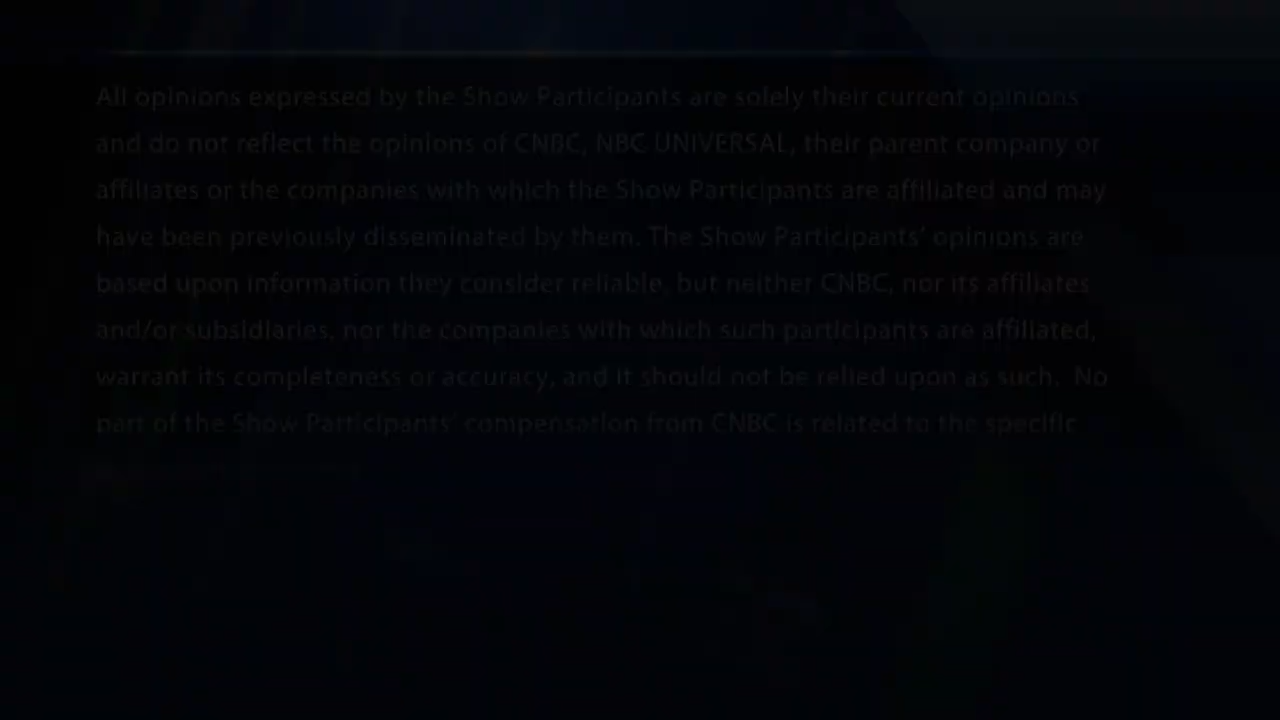 All opinions expressed by the Show Participants are solely their current opinions
and do not reflect the opinions of CNBC, NBC UNIVERSAL, their parent company or
affiliates or the companies with which the Show Participants are affiliated and may
have been previously disseminated by them. The Show Participants' opinions are
based upon information they consider reliable, but neither CNBC, nor its affiliates
and/or subsidiaries, nor the companies with which such participants are affiliated,
warrant its completeness or accuracy, and it should not be relied upon as such. No
part of the Show Participants' compensation from CNBC is related to the specific